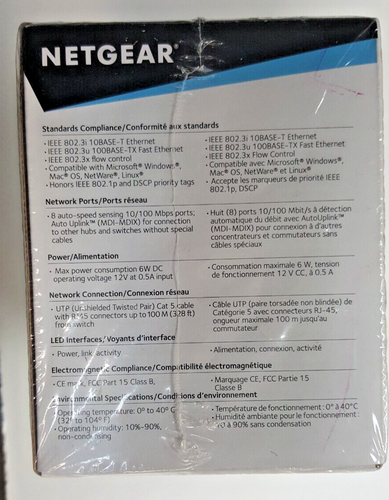 NETGEAR®
Standards Compliance/Conformité aux standards
· IEEE 802.3i 10BASE-T Ethernet
· IEEE 802.3u 100BASE-TX Fast Ethernet
· IEEE 802.3x flow control
· Compatible with Microsoft® Windows®,
Mac® OS, NetWare®, Linux®
· Honors IEEE 802.1p and DSCP priority tags
· IEEE 802.3i 10BASE-T Ethernet
· IEEE 802.3u 100BASE-TX Fast Ethernet
· IEEE 802.3x Flow Control
· Compatible avec Microsoft® Windows®,
Mac® OS, NetWare® et Linux®
· Accepte les marqueurs de priorité IEEE
802.1p, DSCP
Network Ports/Ports réseau
· 8 auto-speed sensing 10/100 Mbps ports;
Auto Uplink™ (MDI-MDIX) for connection
to other hubs and switches without special
cables
· Huit (8) ports 10/100 Mbit/s à détection
automatique du débit avec AutoUplink™
(MDI-MDIX) pour connexion à d'autres
concentrateurs et commutateurs sans
câbles spéciaux
Power/Alimentation
· Max power consumption 6W DC
operating voltage 12V at 0.5A input
· Consommation maximale 6 W, tension
de fonctionnement 12 V CC, à 0.5 A
Network Connection/Connexion réseau
· UTP (Unshielded Twisted Pair) Cat 5 cable
with RJ45 connectors up to 100 M (328 ft)
from switch
· Câble UTP (paire torsadée non blindée) de
Catégorie 5 avec connecteurs RJ-45,
longueur maximale 100 m jusqu'au
commutateur
LED Interfaces/Voyants d'interface
· Power, link, activity
· Alimentation, connexion, activité
Electromagnetic Compliance/Compatibilité électromagnétique
· CE mark, FCC Part 15 Class B,
· Marquage CE, FCC Partie 15
Classe B
Environmental Specifications/Conditions d'environnement
· Operating temperature: 0° to 40° C
(32° to 104° F)
· Operating humidity: 10%-90%,
non-condensing
· Température de fonctionnement : 0° à 40°C
· Humidité ambiante pour le fonctionnement :
10 à 90% sans condensation